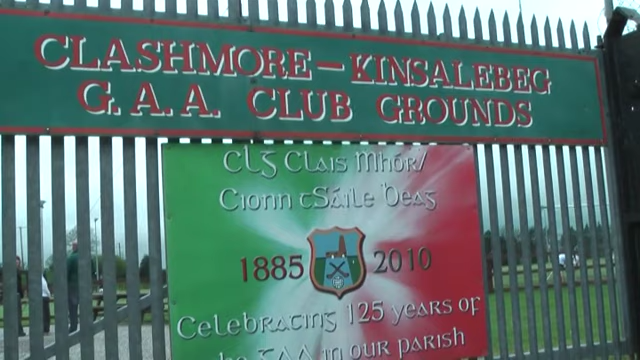 CLASHMORE-KINSALEBEG
G.A.A. CLUB GROUNDS
CLG Clais Mhór/
Cionn tSáile Beag
1885 2010
Celebrating 125 years of
the GAA in our parish